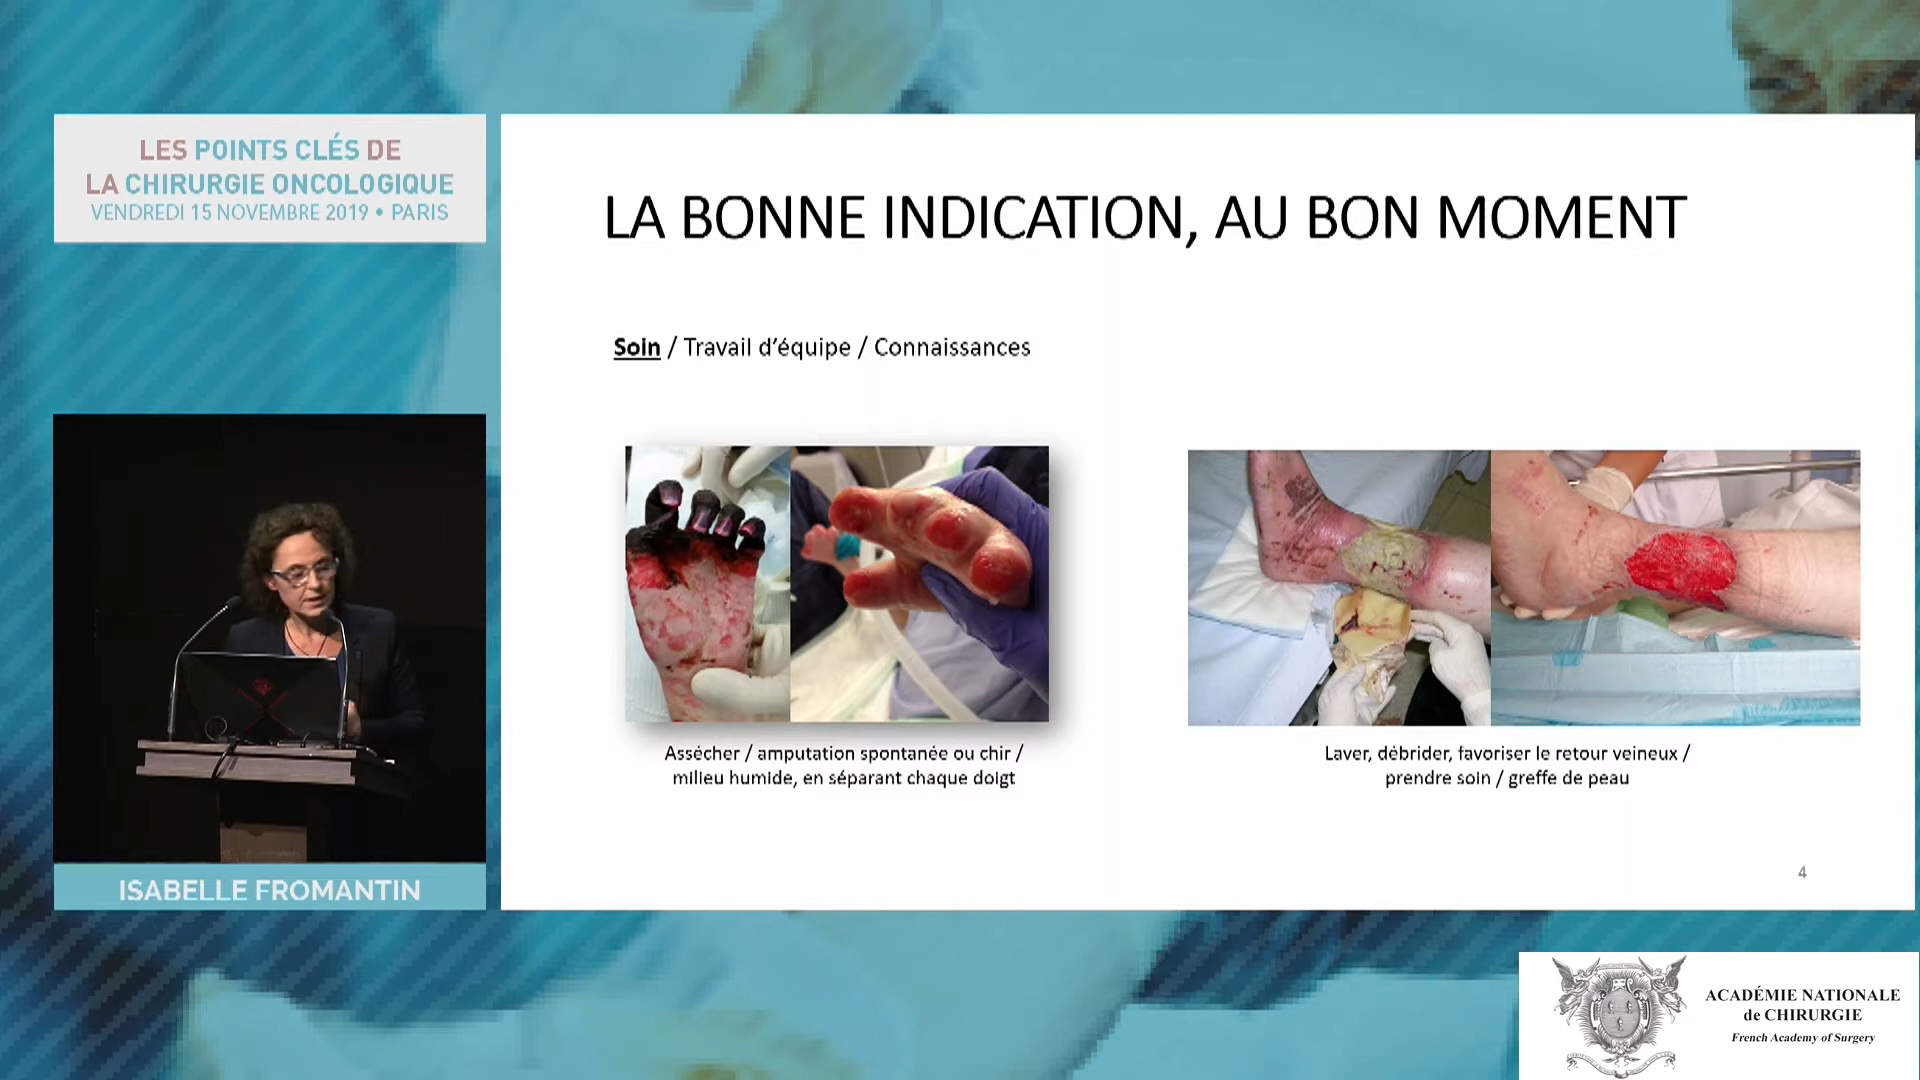 LES POINTS CLÉS DE
LA CHIRURGIE ONCOLOGIQUE
VENDREDI 15 NOVEMBRE 2019 • PARIS
LA BONNE INDICATION, AU BON MOMENT
Soin / Travail d'équipe / Connaissances
Assécher / amputation spontanée ou chir /
milieu humide, en séparant chaque doigt
Laver, débrider, favoriser le retour veineux /
prendre soin / greffe de peau
4
ISABELLE FROMANTIN
ACADÉMIE NATIONALE
de CHIRURGIE
French Academy of Surgery